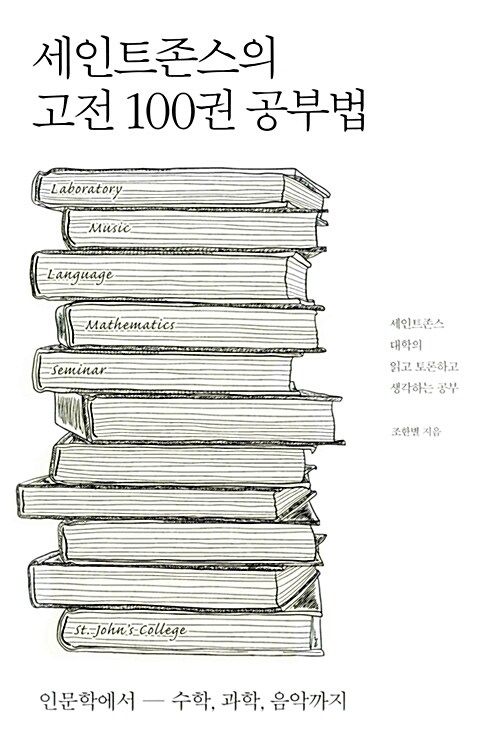 세인트존스의
고전 100권 공부법
Laboratory
Music
Language
Mathematics
Seminar
세인트존스
대학의
읽고 토론하고
생각하는 공부
조한별 지음
St. John's College
인문학에서 — 수학, 과학, 음악까지